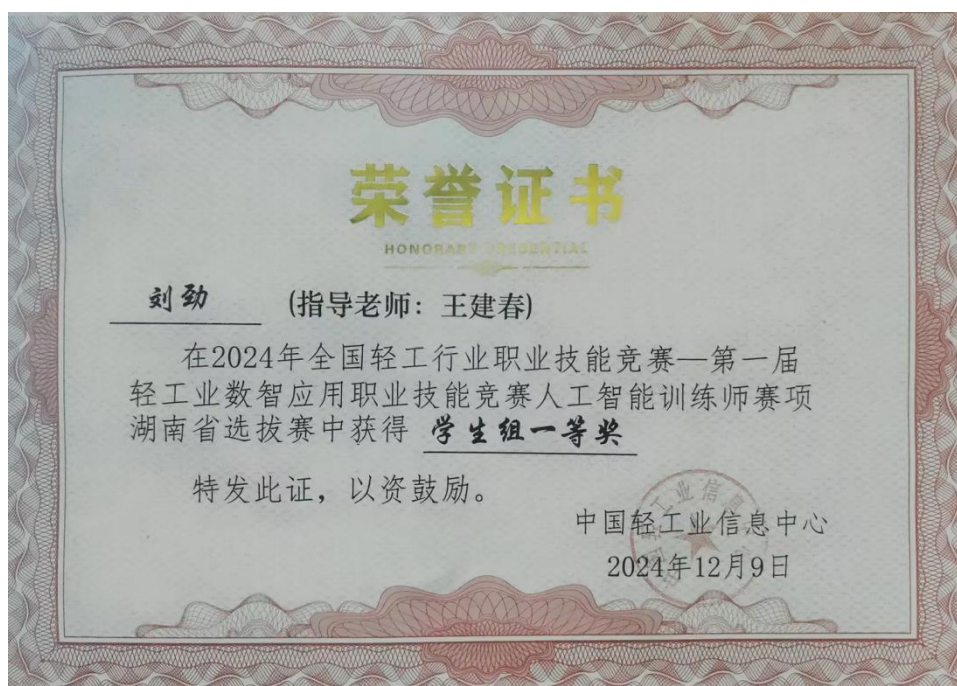 荣誉证书
HONORARY CREDENTIAL
刘劲 (指导老师：王建春)
在2024年全国轻工行业职业技能竞赛—第一届
轻工业数智应用职业技能竞赛人工智能训练师赛项
湖南省选拔赛中获得 学生组一等奖
特发此证，以资鼓励。
中国轻工业信息中心
2024年12月9日